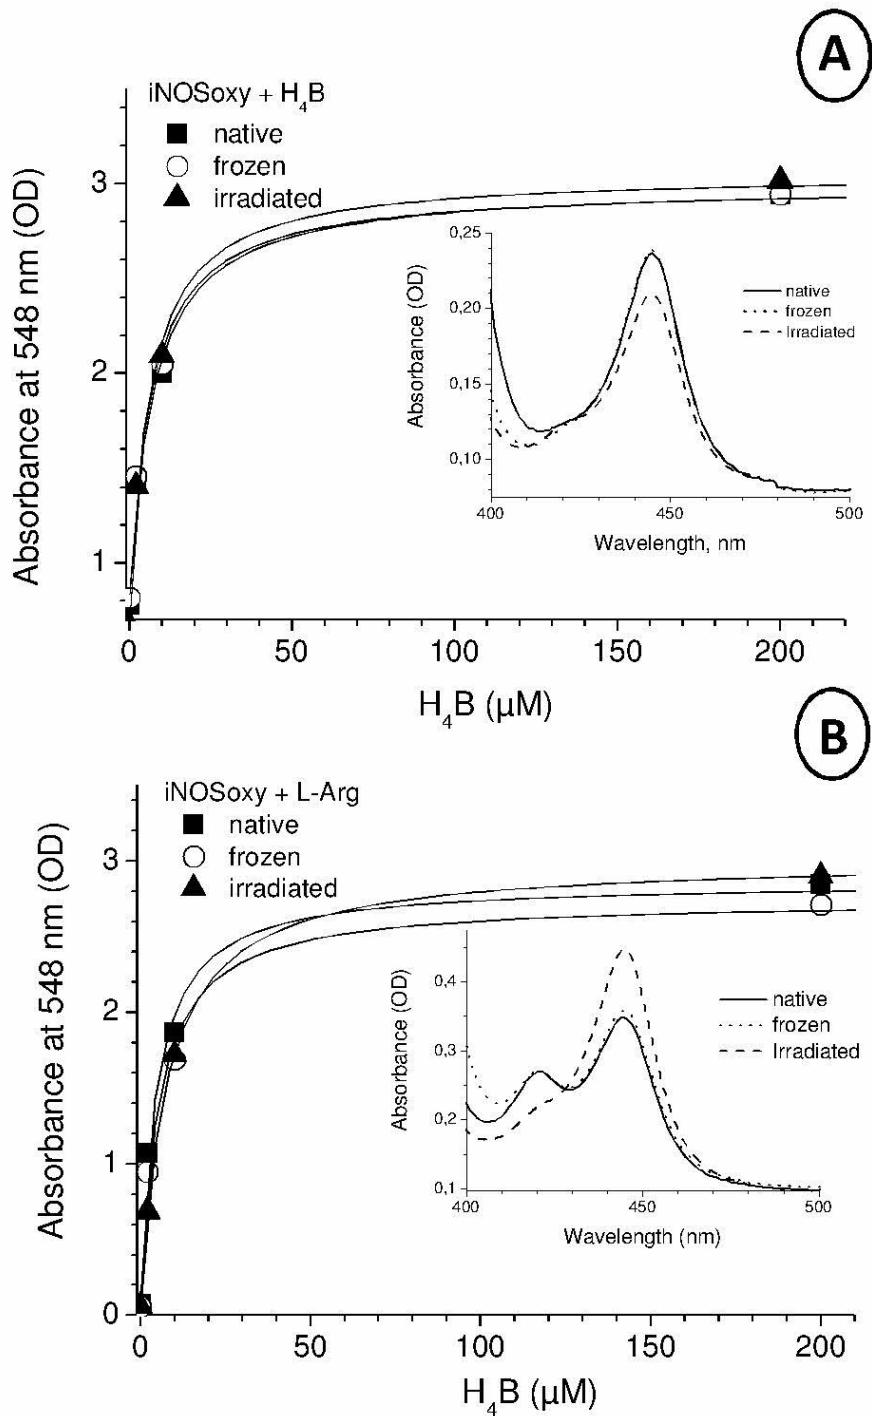 A
iNOSoxy + H₄B
native
frozen
irradiated
Absorbance at 548 nm (OD)
3
2
1
0 50 100 150 200
H₄B (µM)
0,25
0,20
0,15
0,10
Absorbance (OD)
native
frozen
Irradiated
400 450 500
Wavelength, nm
B
iNOSoxy + L-Arg
native
frozen
irradiated
Absorbance at 548 nm (OD)
3
2
1
0
0 50 100 150 200
H₄B (µM)
0,4
0,3
0,2
0,1
Absorbance (OD)
native
frozen
Irradiated
400 450 500
Wavelength (nm)